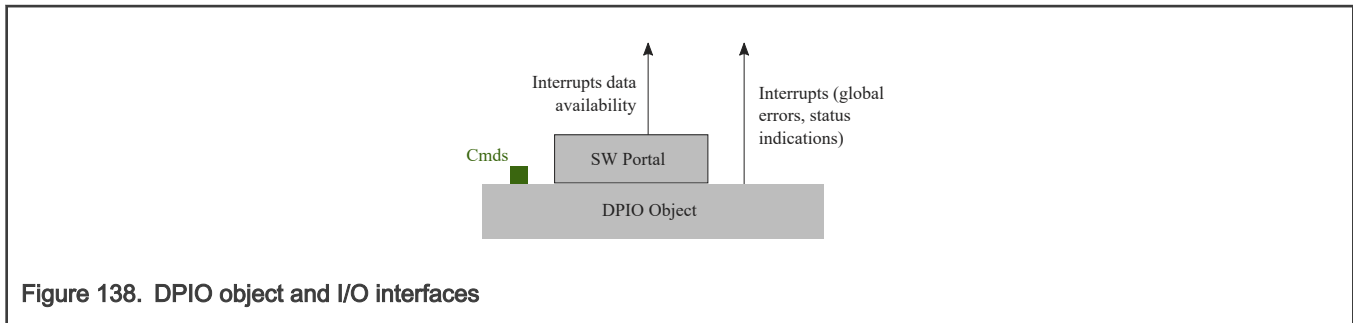 Interrupts data
availability
Interrupts (global
errors, status
indications)
Cmds
SW Portal
DPIO Object
Figure 138. DPIO object and I/O interfaces